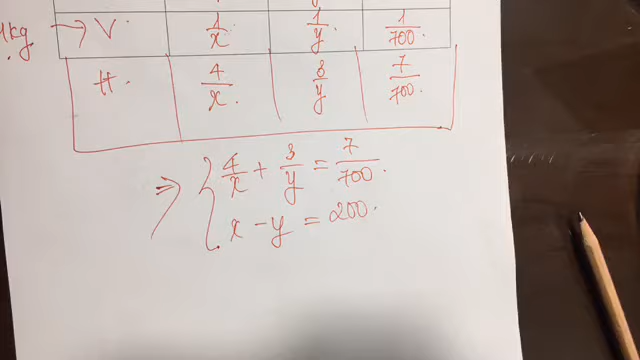 1kg → V. 1/x 1/y. 1/700.
H. 4/x. 3/y 7/700.
⇒ { 4/x + 3/y = 7/700.
x - y = 200.